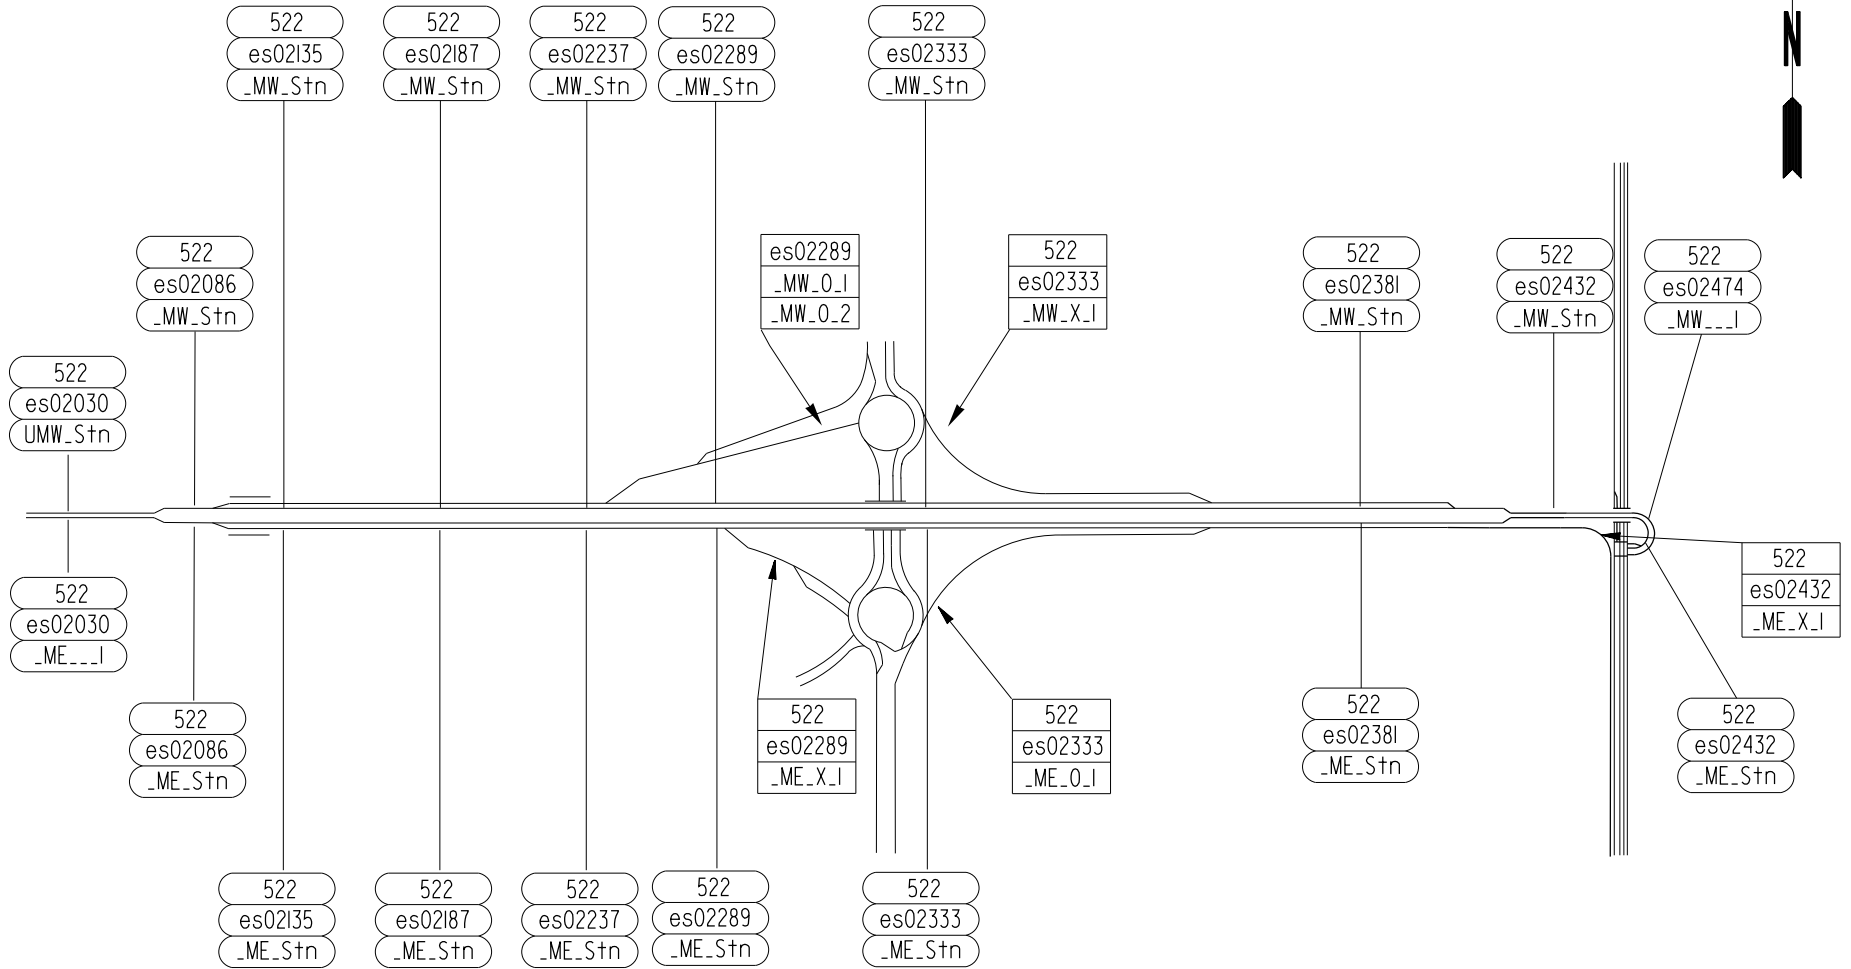 522
es02135
_MW_Stn
522
es02187
_MW_Stn
522
es02237
_MW_Stn
522
es02289
_MW_Stn
522
es02333
_MW_Stn
N
522
es02086
_MW_Stn
es02289
_MW_O_1
_MW_O_2
522
es02333
_MW_X_1
522
es02381
_MW_Stn
522
es02432
_MW_Stn
522
es02474
_MW___1
522
es02030
UMW_Stn
522
es02030
_ME___1
522
es02432
_ME_X_1
522
es02086
_ME_Stn
522
es02289
_ME_X_1
522
es02333
_ME_O_1
522
es02381
_ME_Stn
522
es02432
_ME_Stn
522
es02135
_ME_Stn
522
es02187
_ME_Stn
522
es02237
_ME_Stn
522
es02289
_ME_Stn
522
es02333
_ME_Stn